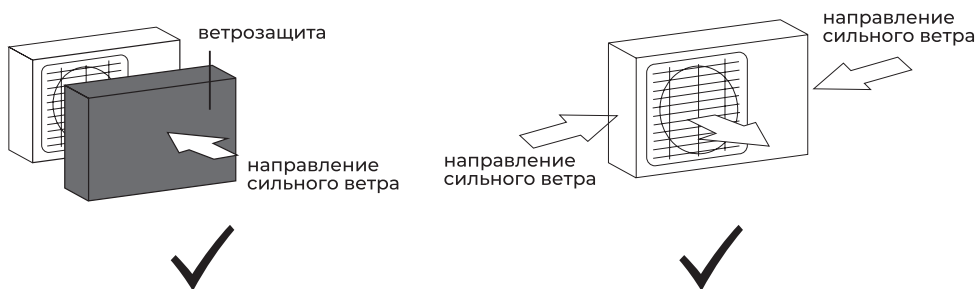 ветрозащита
направление
сильного ветра
направление
сильного ветра
направление
сильного ветра